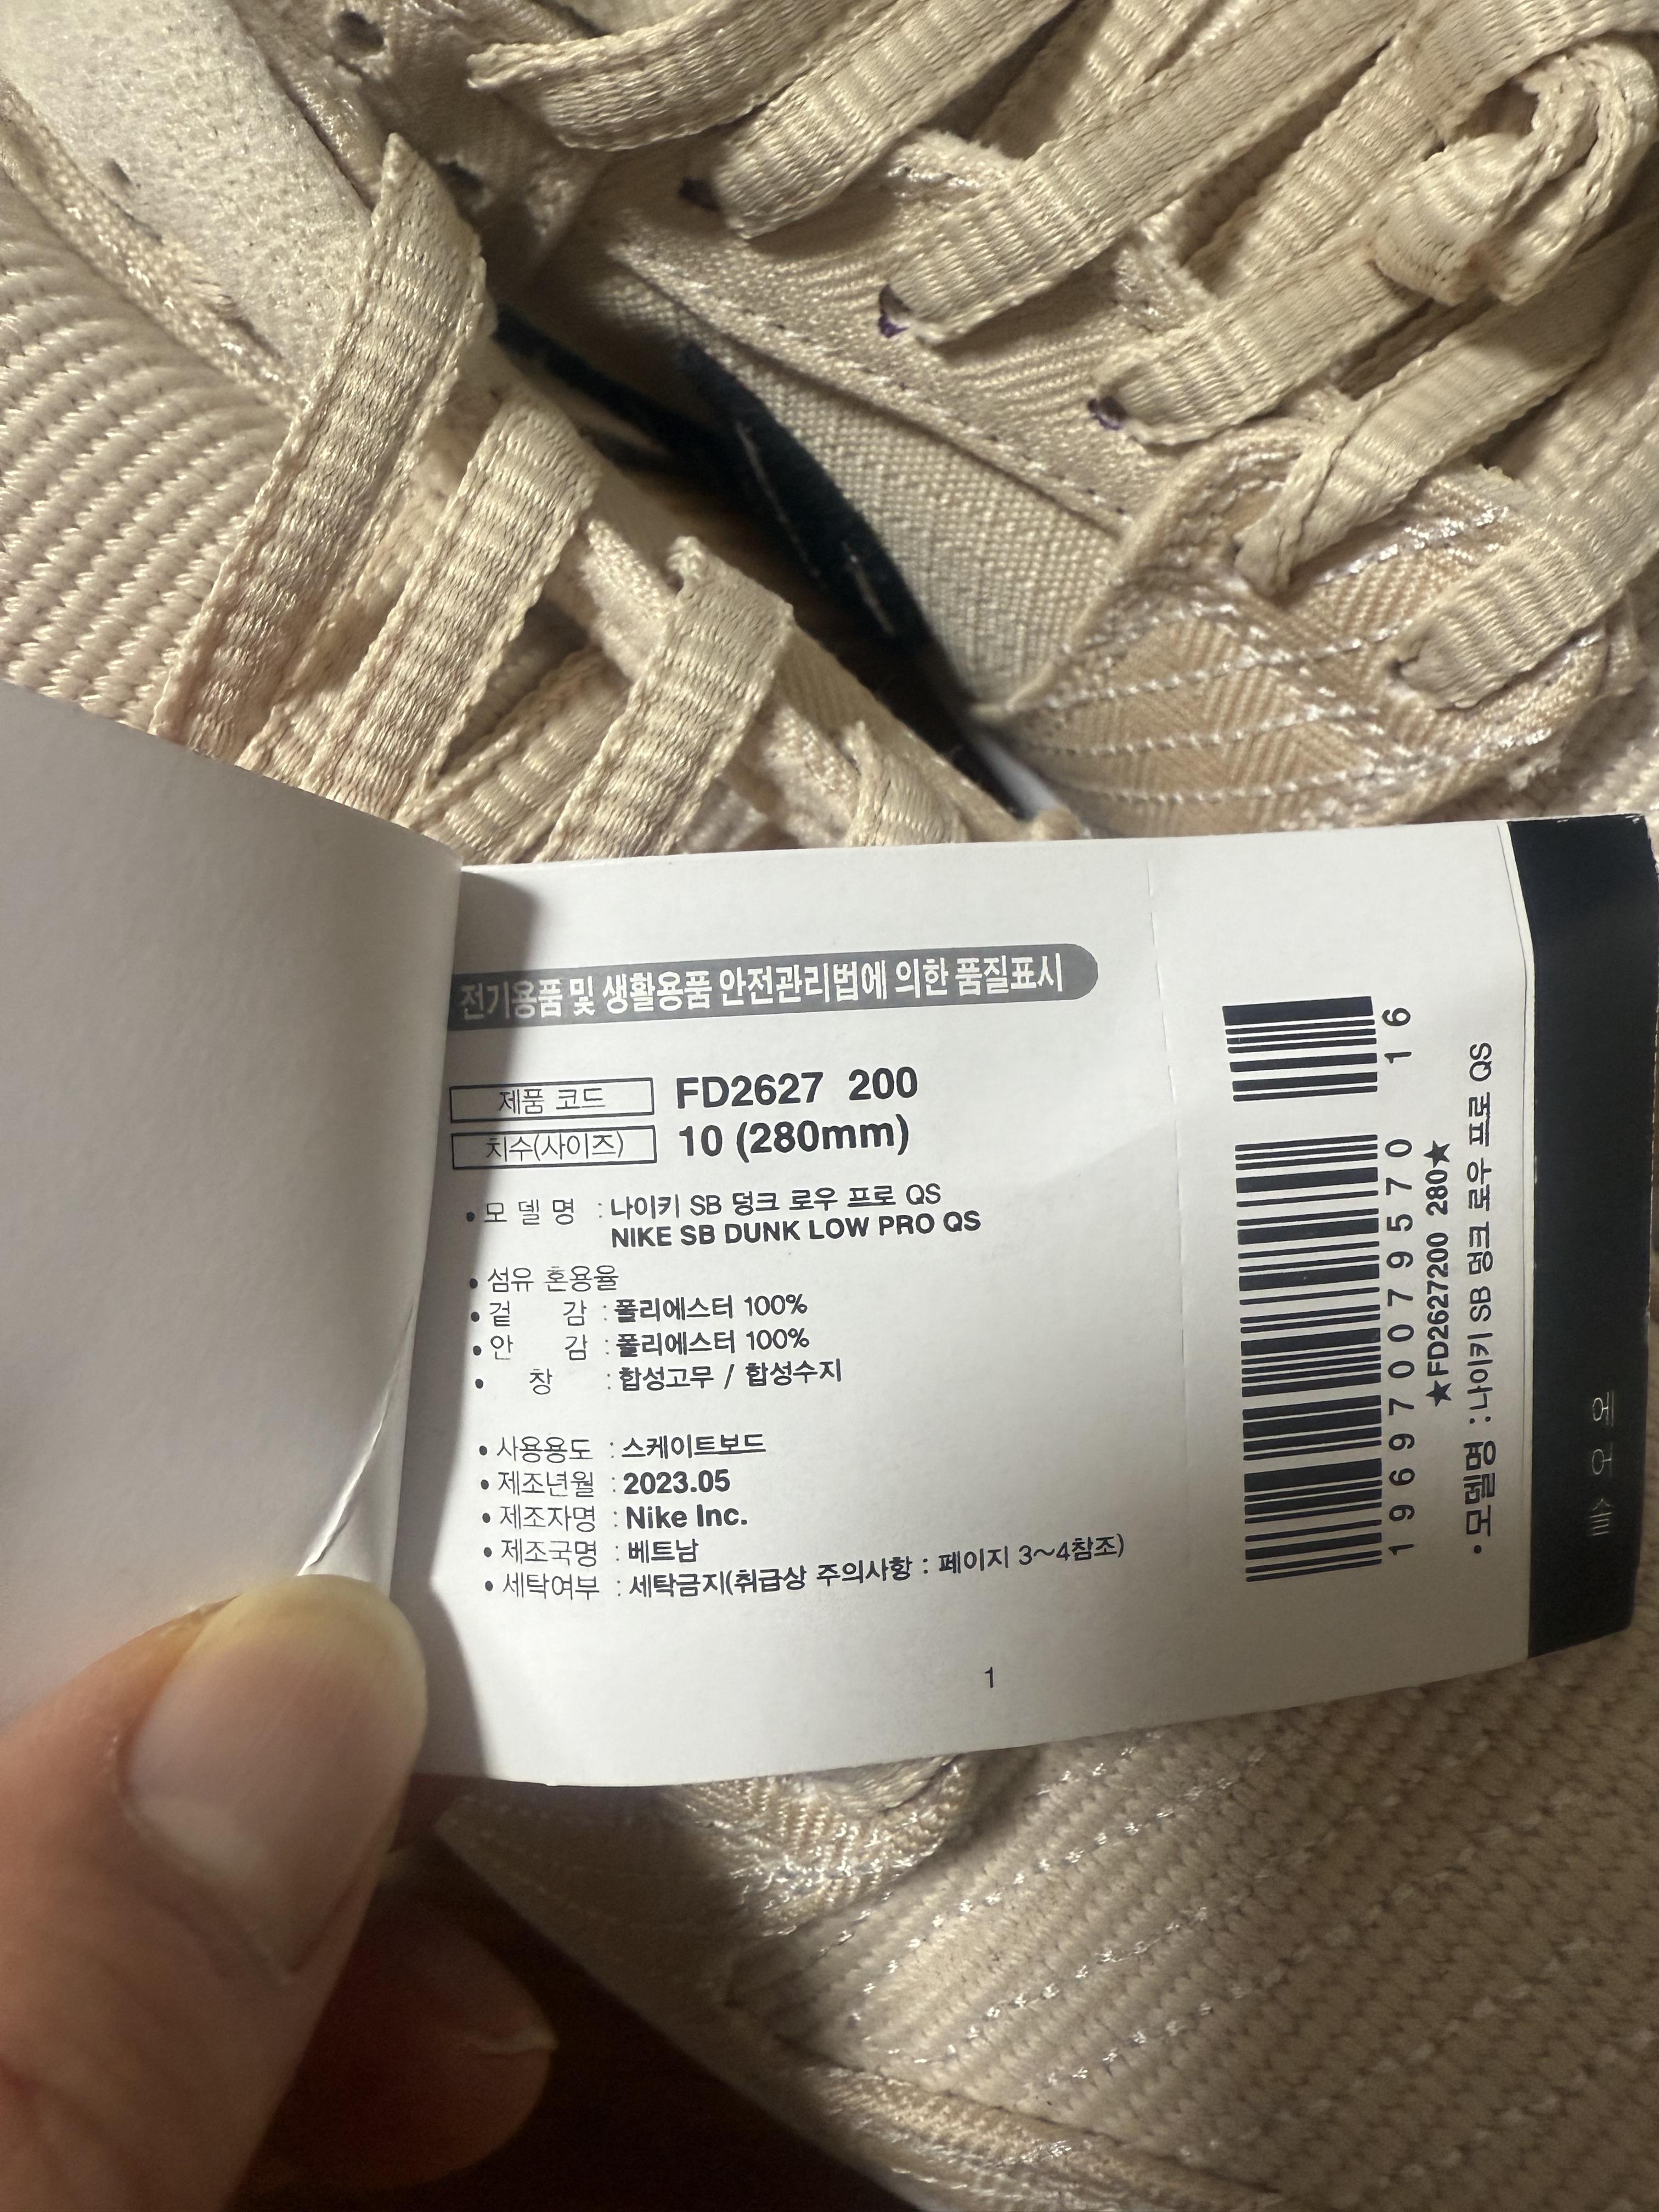 전기용품 및 생활용품 안전관리법에 의한 품질표시
제품 코드 FD2627 200
치수(사이즈) 10 (280mm)
• 모 델 명 : 나이키 SB 덩크 로우 프로 QS
NIKE SB DUNK LOW PRO QS
• 섬유 혼용율
• 겉 감 : 폴리에스터 100%
• 안 감 : 폴리에스터 100%
• 창 : 합성고무 / 합성수지
• 사용용도 : 스케이트보드
• 제조년월 : 2023.05
• 제조자명 : Nike Inc.
• 제조국명 : 베트남
• 세탁여부 : 세탁금지(취급상 주의사항 : 페이지 3~4참조)
1
196970079570 16
★FD2627200 280★
• 모델명 : 나이키 SB 덩크 로우 프로 QS